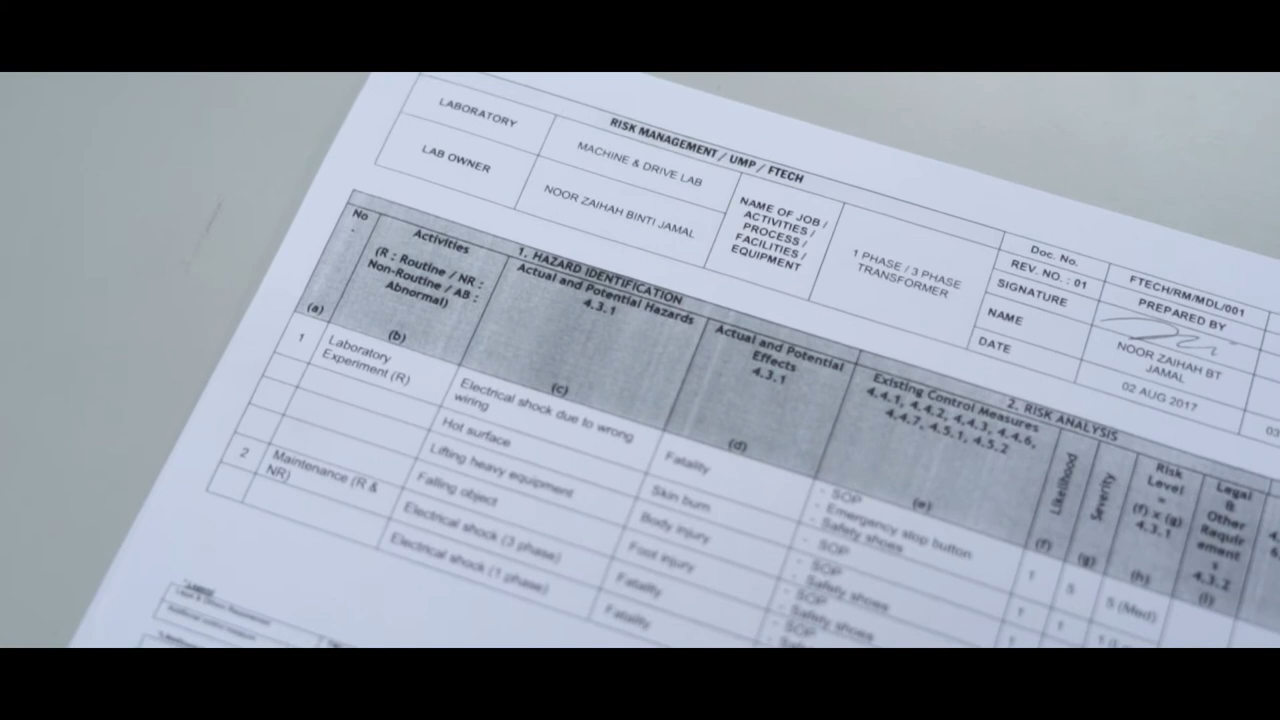 RISK MANAGEMENT / UMP / FTECH
LABORATORY
MACHINE & DRIVE LAB
LAB OWNER
NOOR ZAIHAH BINTI JAMAL
NAME OF JOB /
ACTIVITIES /
PROCESS /
FACILITIES /
EQUIPMENT
1 PHASE / 3 PHASE
TRANSFORMER
Doc. No.
FTECH/RM/MDL/001
REV. NO. : 01
PREPARED BY
SIGNATURE
NAME
NOOR ZAIHAH BT
JAMAL
DATE
02 AUG 2017
03
1. HAZARD IDENTIFICATION
2. RISK ANALYSIS
No
.
(a)
Activities
(R : Routine / NR :
Non-Routine / AB :
Abnormal)
(b)
Actual and Potential Hazards
4.3.1
(c)
Actual and Potential
Effects
4.3.1
(d)
Existing Control Measures
4.4.1, 4.4.2, 4.4.3, 4.4.6,
4.4.7, 4.5.1, 4.5.2
(e)
Likelihood
(f)
Severity
(g)
Risk
Level
=
(f) x (g)
4.3.1
(h)
Legal
&
Other
Requir
ement
s
4.3.2
(i)
1
Laboratory
Experiment (R)
Electrical shock due to wrong
wiring
Fatality
- SOP
- Emergency stop button
- Safety shoes
1
5
5 (Med)
Hot surface
Skin burn
- SOP
1
1
Lifting heavy equipment
Body injury
- SOP
- Safety shoes
1
Falling object
Foot injury
- SOP
- Safety shoes
2
Maintenance (R &
NR)
Electrical shock (3 phase)
Fatality
- SOP
- Safety shoes
Electrical shock (1 phase)
Fatality